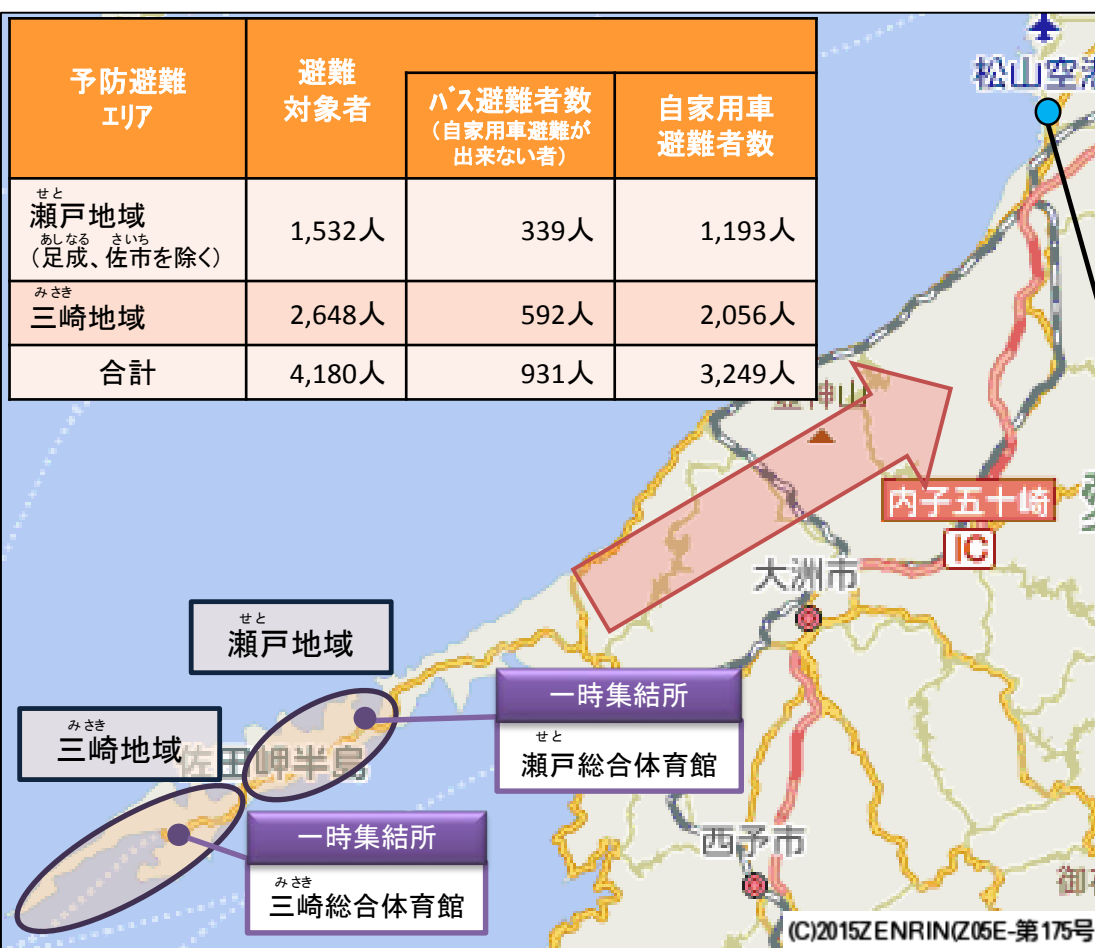 予防避難
エリア
避難
対象者
バス避難者数
（自家用車避難が
出来ない者）
自家用車
避難者数
せと
瀬戸地域
あしなる さいち
（足成、佐市を除く）
1,532人
339人
1,193人
みさき
三崎地域
2,648人
592人
2,056人
合計
4,180人
931人
3,249人
松山空港
内子五十崎
IC
大洲市
せと
瀬戸地域
一時集結所
せと
瀬戸総合体育館
みさき
三崎地域
佐田岬半島
一時集結所
みさき
三崎総合体育館
西予市
(C)2015ZENRIN(Z05E-第175号